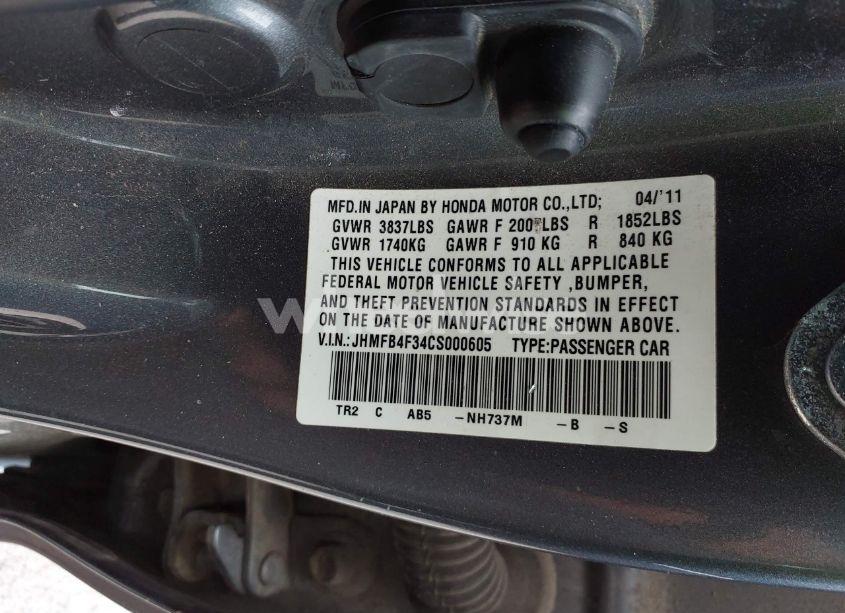 MFD.IN JAPAN BY HONDA MOTOR CO.,LTD; 04/'11
GVWR 3837LBS GAWR F LBS R 1852LBS
GVWR 1740KG GAWR F 910 KG R 840 KG
THIS VEHICLE CONFORMS TO ALL APPLICABLE
FEDERAL MOTOR VEHICLE SAFETY ,BUMPER,
AND THEFT PREVENTION STANDARDS IN EFFECT
ON THE DATE OF MANUFACTURE SHOWN ABOVE.
V.I.N.: JHMFB4F34CS000605 TYPE:PASSENGER CAR
TR2 C AB5 -NH737M -B -S